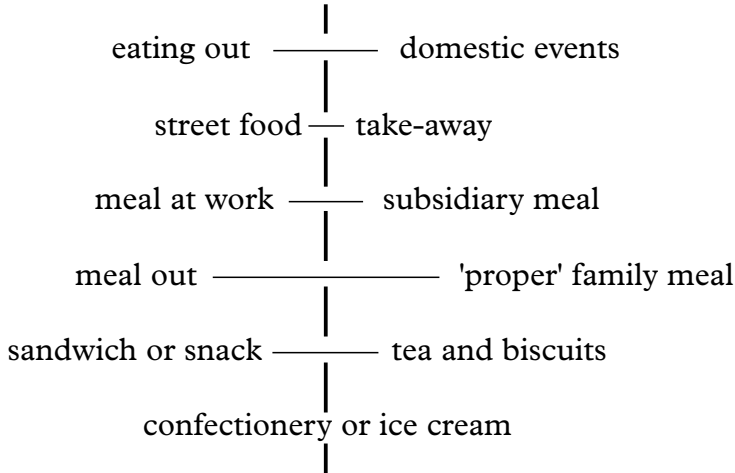 eating out domestic events
street food take-away
meal at work subsidiary meal
meal out 'proper' family meal
sandwich or snack tea and biscuits
confectionery or ice cream